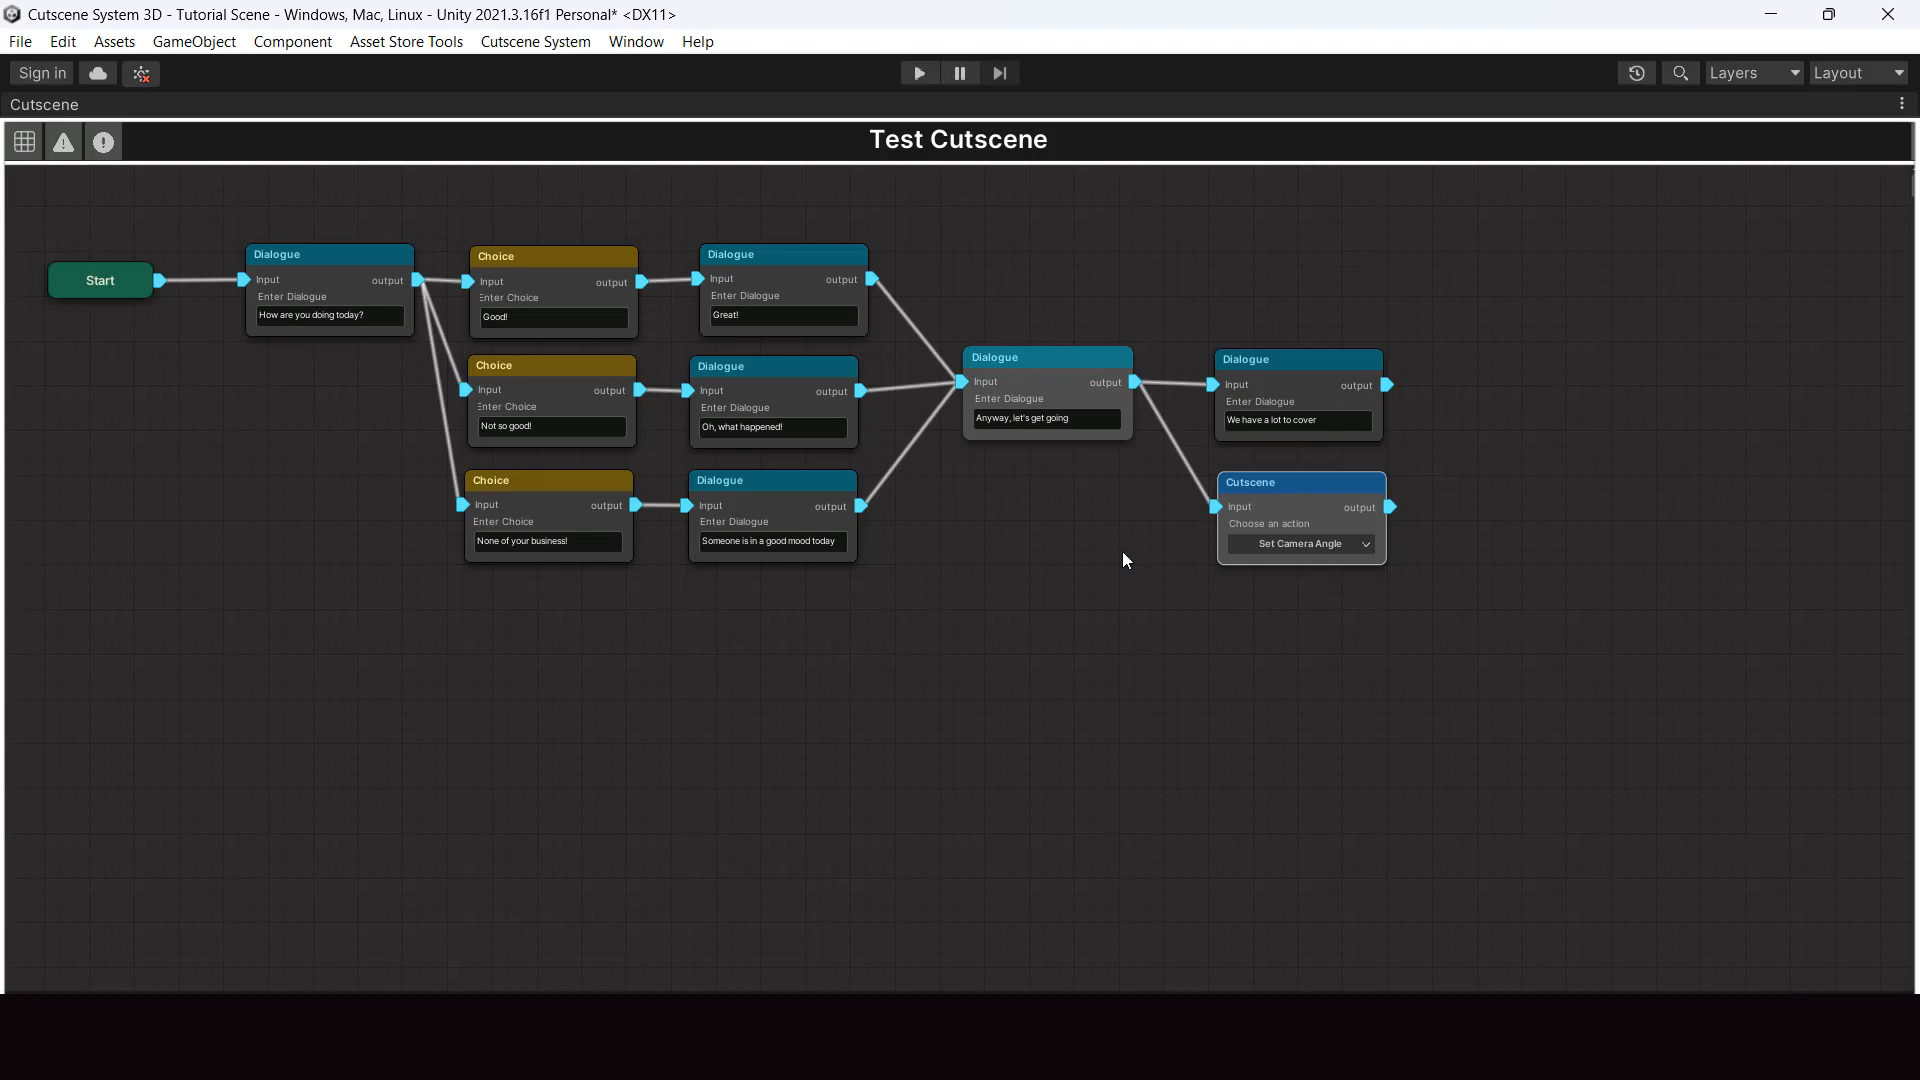 Cutscene System 3D - Tutorial Scene - Windows, Mac, Linux - Unity 2021.3.16f1 Personal* <DX11>
File Edit Assets GameObject Component Asset Store Tools Cutscene System Window Help
Sign in Layers Layout
Cutscene
Test Cutscene
Start
Dialogue
Input output
Enter Dialogue
How are you doing today?
Choice
Input output
Enter Choice
Good!
Dialogue
Input output
Enter Dialogue
Great!
Choice
Input output
Enter Choice
Not so good!
Dialogue
Input output
Enter Dialogue
Oh, what happened!
Choice
Input output
Enter Choice
None of your business!
Dialogue
Input output
Enter Dialogue
Someone is in a good mood today
Dialogue
Input output
Enter Dialogue
Anyway, let's get going
Dialogue
Input output
Enter Dialogue
We have a lot to cover
Cutscene
Input output
Choose an action
Set Camera Angle